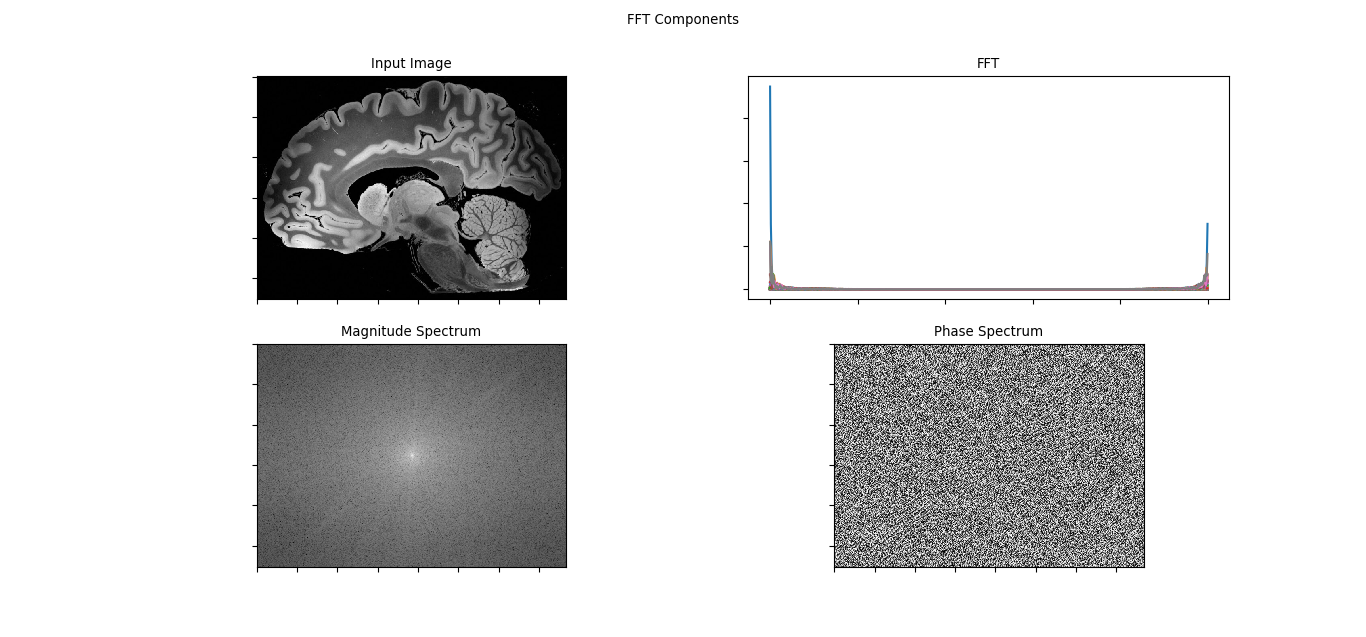 FFT Components
Input Image
FFT
Magnitude Spectrum
Phase Spectrum